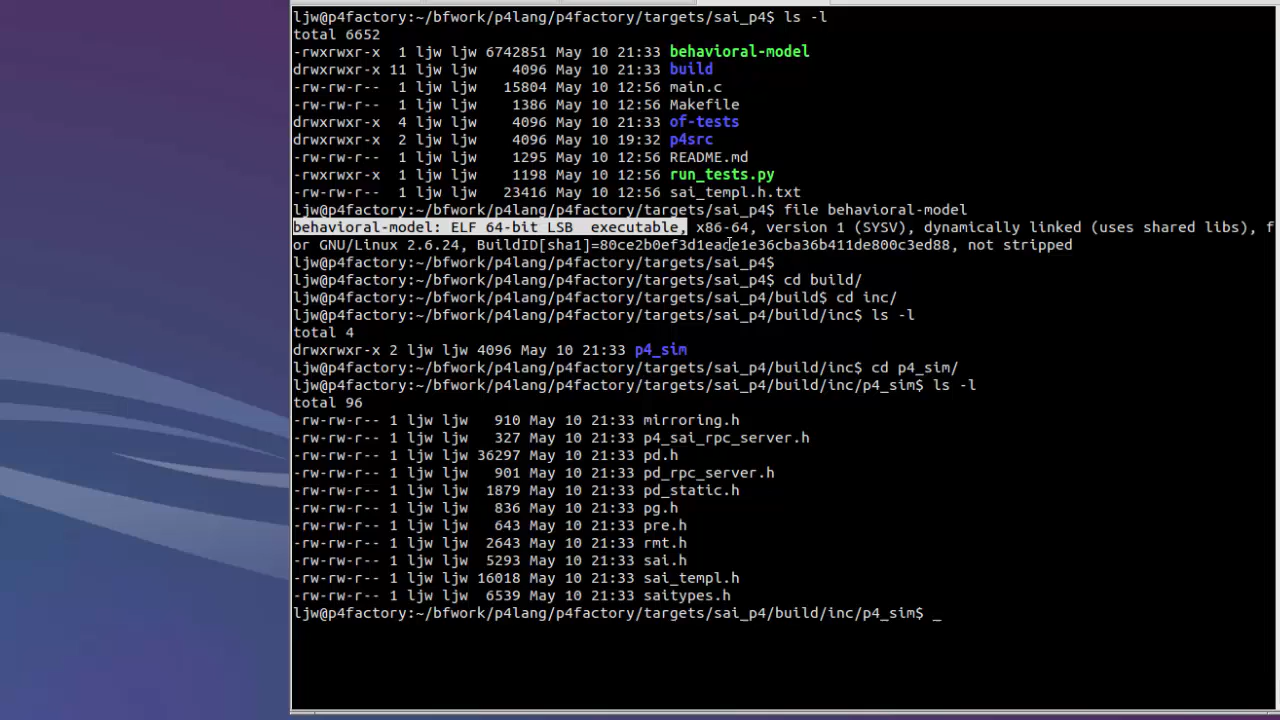 ljw@p4factory:~/bfwork/p4lang/p4factory/targets/sai_p4$ ls -l
total 6652
-rwxrwxr-x  1 ljw ljw 6742851 May 10 21:33 behavioral-model
drwxrwxr-x 11 ljw ljw    4096 May 10 21:33 build
-rw-rw-r--  1 ljw ljw   15804 May 10 12:56 main.c
-rw-rw-r--  1 ljw ljw    1386 May 10 12:56 Makefile
drwxrwxr-x  4 ljw ljw    4096 May 10 21:33 of-tests
drwxrwxr-x  2 ljw ljw    4096 May 10 19:32 p4src
-rw-rw-r--  1 ljw ljw    1295 May 10 12:56 README.md
-rwxrwxr-x  1 ljw ljw    1198 May 10 12:56 run_tests.py
-rw-rw-r--  1 ljw ljw   23416 May 10 12:56 sai_templ.h.txt
ljw@p4factory:~/bfwork/p4lang/p4factory/targets/sai_p4$ file behavioral-model
behavioral-model: ELF 64-bit LSB  executable, x86-64, version 1 (SYSV), dynamically linked (uses shared libs), f
or GNU/Linux 2.6.24, BuildID[sha1]=80ce2b0ef3d1eace1e36cba36b411de800c3ed88, not stripped
ljw@p4factory:~/bfwork/p4lang/p4factory/targets/sai_p4$
ljw@p4factory:~/bfwork/p4lang/p4factory/targets/sai_p4$ cd build/
ljw@p4factory:~/bfwork/p4lang/p4factory/targets/sai_p4/build$ cd inc/
ljw@p4factory:~/bfwork/p4lang/p4factory/targets/sai_p4/build/inc$ ls -l
total 4
drwxrwxr-x 2 ljw ljw 4096 May 10 21:33 p4_sim
ljw@p4factory:~/bfwork/p4lang/p4factory/targets/sai_p4/build/inc$ cd p4_sim/
ljw@p4factory:~/bfwork/p4lang/p4factory/targets/sai_p4/build/inc/p4_sim$ ls -l
total 96
-rw-rw-r-- 1 ljw ljw   910 May 10 21:33 mirroring.h
-rw-rw-r-- 1 ljw ljw   327 May 10 21:33 p4_sai_rpc_server.h
-rw-rw-r-- 1 ljw ljw 36297 May 10 21:33 pd.h
-rw-rw-r-- 1 ljw ljw   901 May 10 21:33 pd_rpc_server.h
-rw-rw-r-- 1 ljw ljw  1879 May 10 21:33 pd_static.h
-rw-rw-r-- 1 ljw ljw   836 May 10 21:33 pg.h
-rw-rw-r-- 1 ljw ljw   643 May 10 21:33 pre.h
-rw-rw-r-- 1 ljw ljw  2643 May 10 21:33 rmt.h
-rw-rw-r-- 1 ljw ljw  5293 May 10 21:33 sai.h
-rw-rw-r-- 1 ljw ljw 16018 May 10 21:33 sai_templ.h
-rw-rw-r-- 1 ljw ljw  6539 May 10 21:33 saitypes.h
ljw@p4factory:~/bfwork/p4lang/p4factory/targets/sai_p4/build/inc/p4_sim$ _